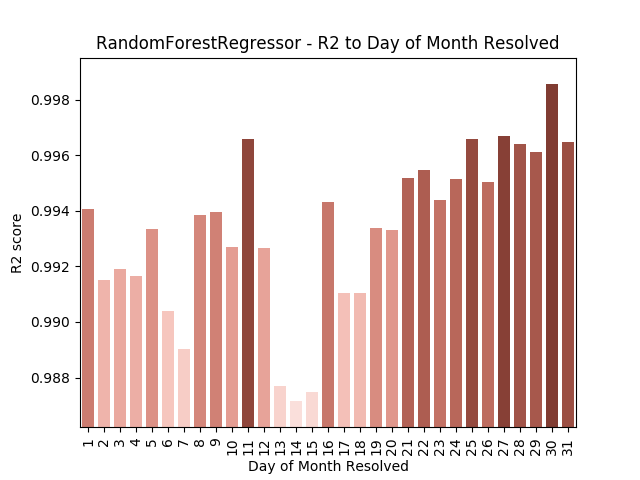 RandomForestRegressor - R2 to Day of Month Resolved
0.998
0.996
0.994
0.992
0.990
0.988
R2 score
1 2 3 4 5 6 7 8 9 10 11 12 13 14 15 16 17 18 19 20 21 22 23 24 25 26 27 28 29 30 31
Day of Month Resolved